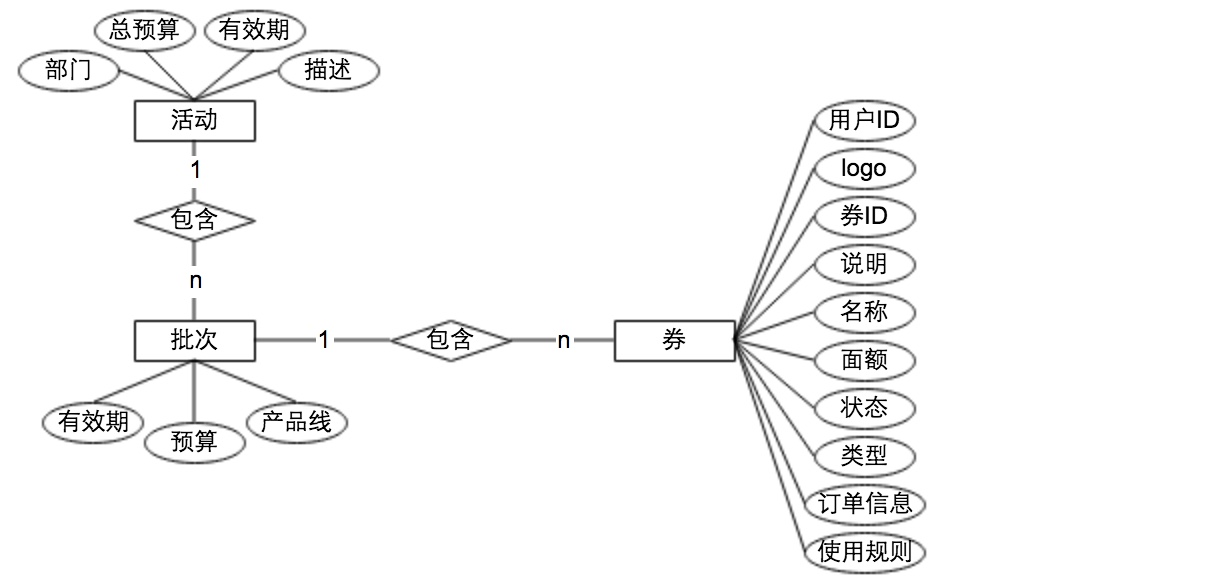 总预算
有效期
部门
描述
活动
1
包含
n
批次
1
包含
n
券
有效期
预算
产品线
用户ID
logo
券ID
说明
名称
面额
状态
类型
订单信息
使用规则